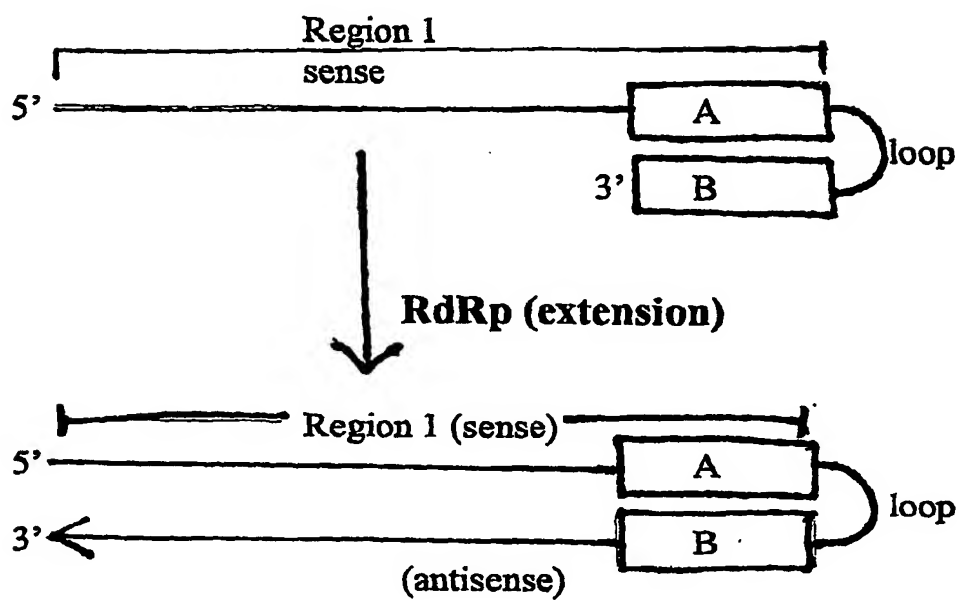 Region 1
sense
5'
A
loop
3'
B
RdRp (extension)
Region 1 (sense)
5'
A
loop
3'
B
(antisense)